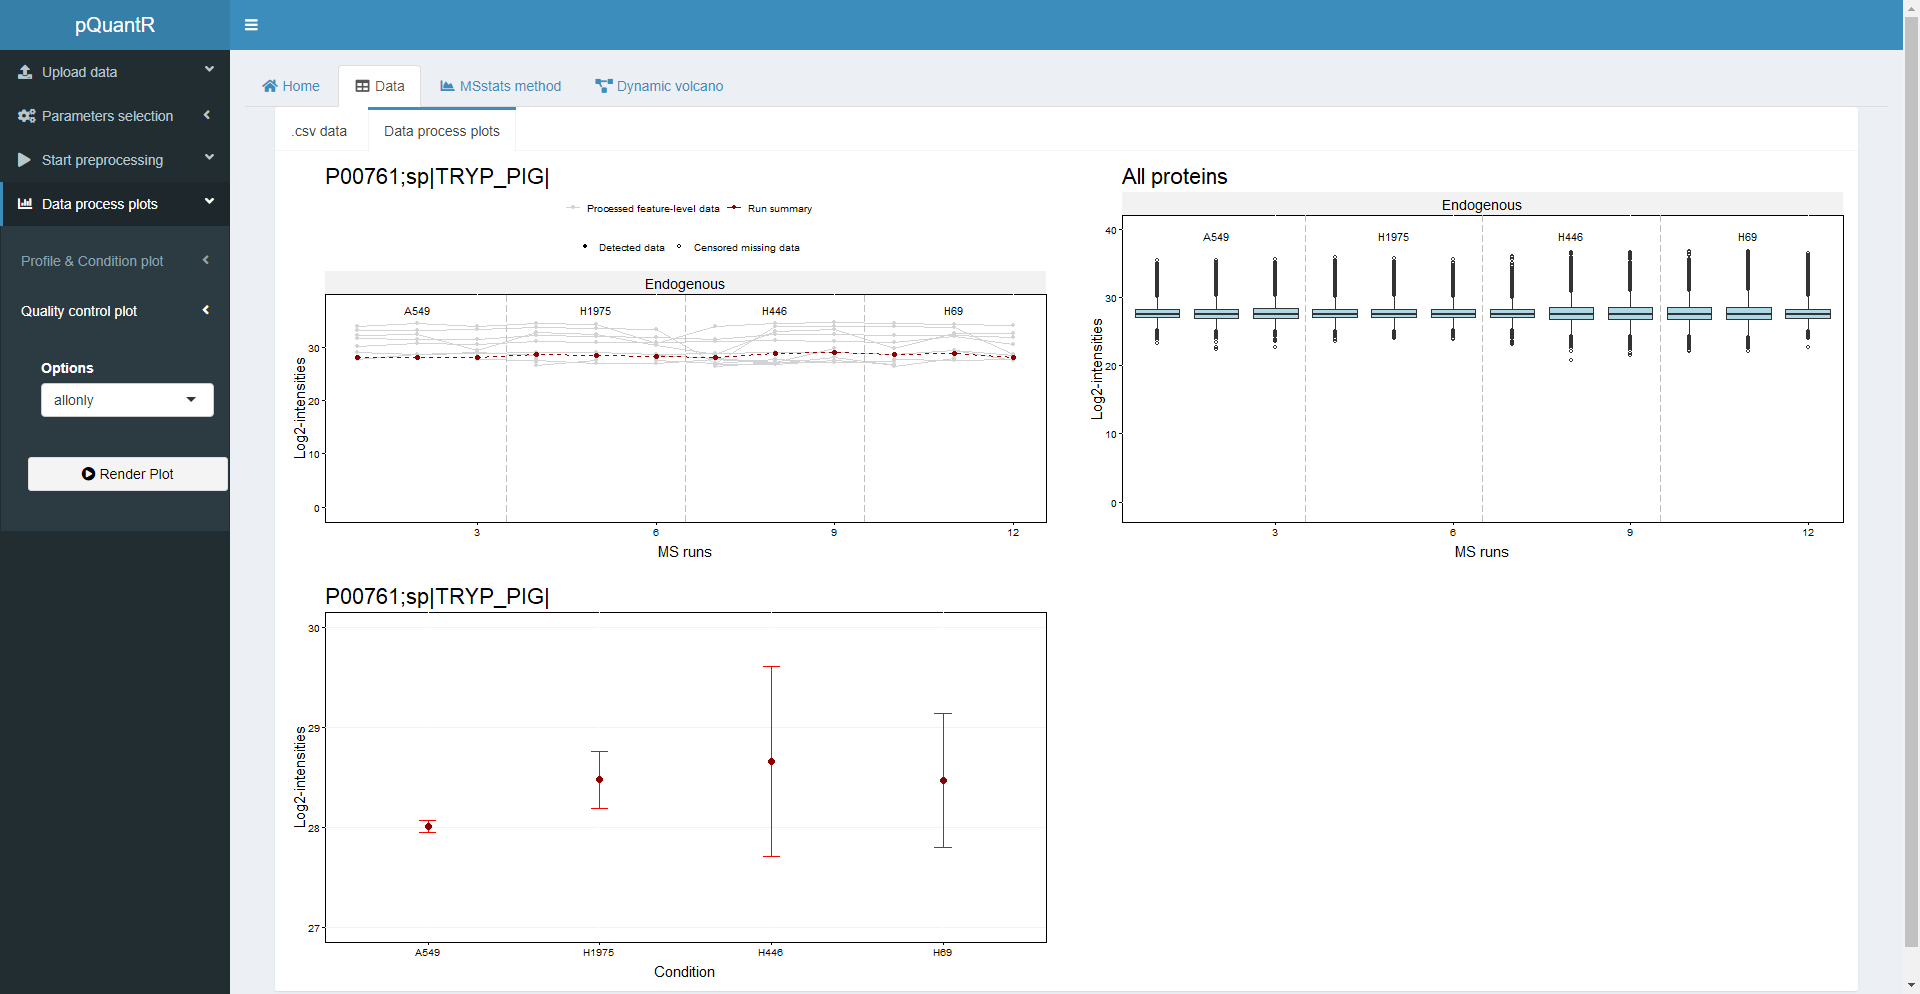 pQuantR
Upload data
Parameters selection
Start preprocessing
Data process plots
Profile & Condition plot
Quality control plot
Options
allonly
Render Plot
Home
Data
MSstats method
Dynamic volcano
.csv data
Data process plots
P00761;sp|TRYP_PIG|
Processed feature-level data
Run summary
Detected data
Censored missing data
Endogenous
A549
H1975
H446
H69
30
20
10
0
Log2-intensities
3
6
9
12
MS runs
All proteins
Endogenous
A549
H1975
H446
H69
40
30
20
10
0
Log2-intensities
3
6
9
12
MS runs
P00761;sp|TRYP_PIG|
30
29
28
27
Log2-intensities
A549
H1975
H446
H69
Condition